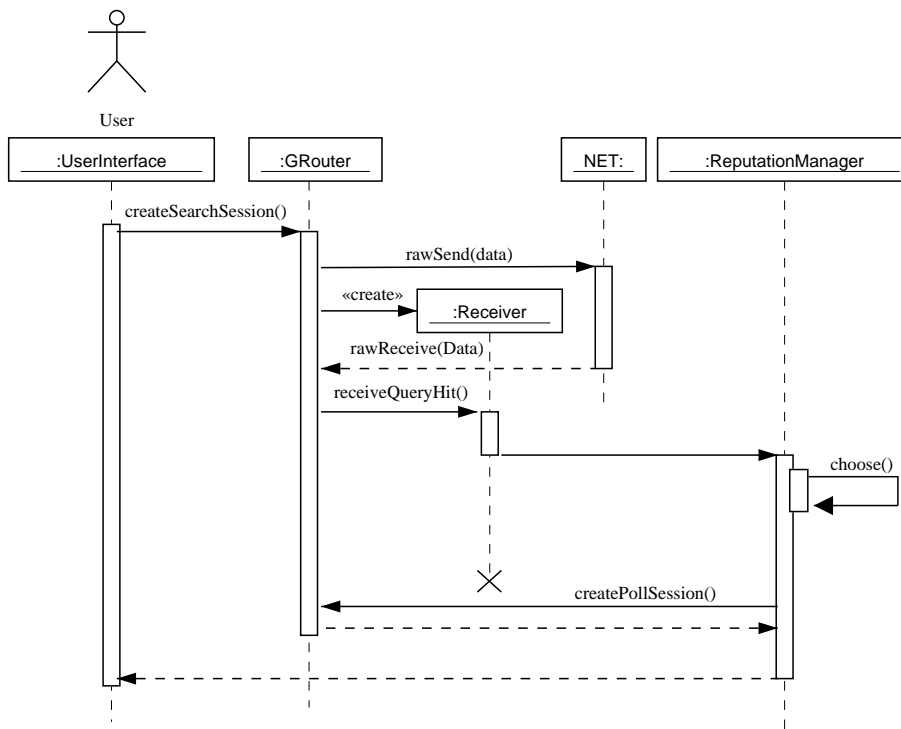 User
:UserInterface
:GRouter
NET:
:ReputationManager
createSearchSession()
rawSend(data)
«create»
:Receiver
rawReceive(Data)
receiveQueryHit()
choose()
createPollSession()